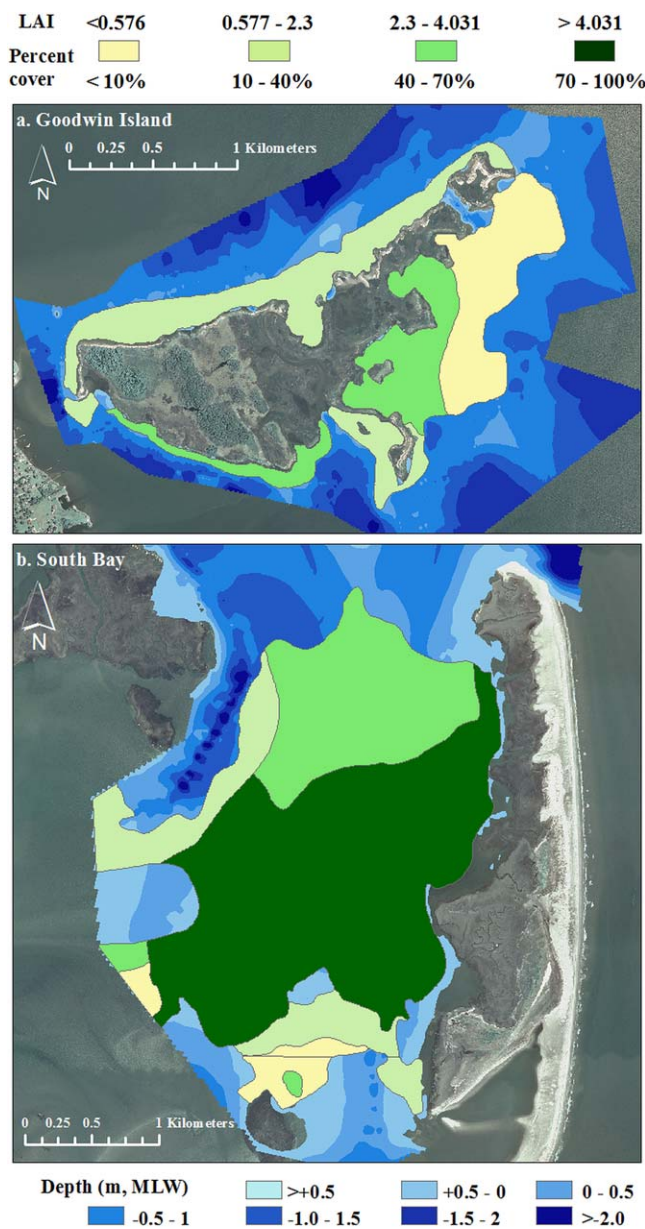 LAI <0.576 0.577 - 2.3 2.3 - 4.031 > 4.031
Percent
cover < 10% 10 - 40% 40 - 70% 70 - 100%
a. Goodwin Island
0 0.25 0.5 1 Kilometers
N
b. South Bay
N
0 0.25 0.5 1 Kilometers
Depth (m, MLW) >+0.5 +0.5 - 0 0 - 0.5
-0.5 - 1 -1.0 - 1.5 -1.5 - 2 >-2.0